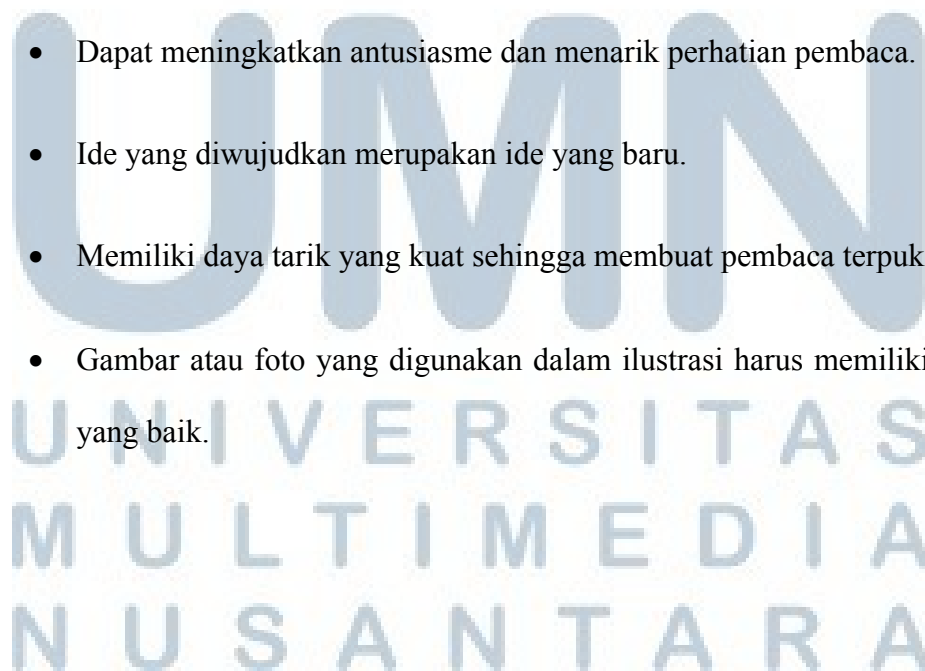 UMN
• Dapat meningkatkan antusiasme dan menarik perhatian pembaca.
• Ide yang diwujudkan merupakan ide yang baru.
• Memiliki daya tarik yang kuat sehingga membuat pembaca terpuk
• Gambar atau foto yang digunakan dalam ilustrasi harus memiliki
yang baik.
UNIVERSITAS
MULTIMEDIA
NUSANTARA